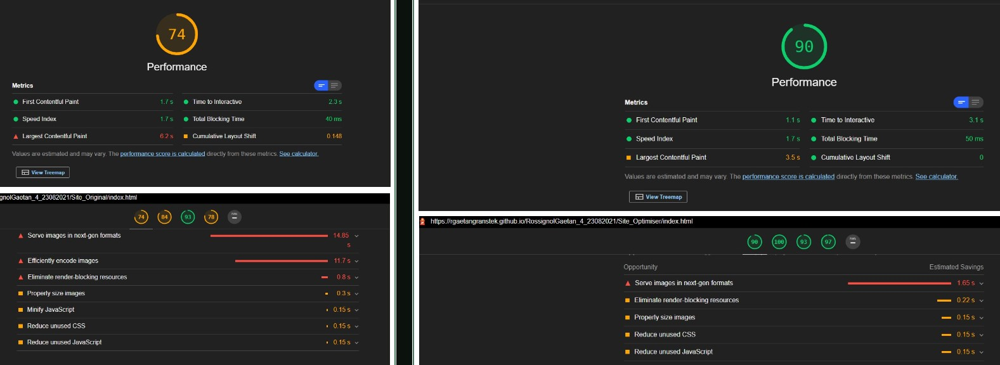 74
Performance
Metrics
First Contentful Paint 1.7 s
Time to Interactive 2.3 s
Speed Index 1.7 s
Total Blocking Time 40 ms
Largest Contentful Paint 6.2 s
Cumulative Layout Shift 0.148
Values are estimated and may vary. The performance score is calculated directly from these metrics. See calculator.
View Treemap
gnolGaetan_4_23082021/Site_Original/index.html
74 84 93 78
Serve images in next-gen formats 14.85
s
Efficiently encode images 11.7 s
Eliminate render-blocking resources 0.8 s
Properly size images 0.3 s
Minify JavaScript 0.15 s
Reduce unused CSS 0.15 s
Reduce unused JavaScript 0.15 s
90
Performance
Metrics
First Contentful Paint 1.1 s
Time to Interactive 3.1 s
Speed Index 1.7 s
Total Blocking Time 50 ms
Largest Contentful Paint 3.5 s
Cumulative Layout Shift 0
Values are estimated and may vary. The performance score is calculated directly from these metrics. See calculator.
View Treemap
https://rgaetangranstek.github.io/RossignolGaetan_4_23082021/Site_Optimiser/index.html
90 100 93 97
Opportunity Estimated Savings
Serve images in next-gen formats 1.65 s
Eliminate render-blocking resources 0.22 s
Properly size images 0.15 s
Reduce unused CSS 0.15 s
Reduce unused JavaScript 0.15 s